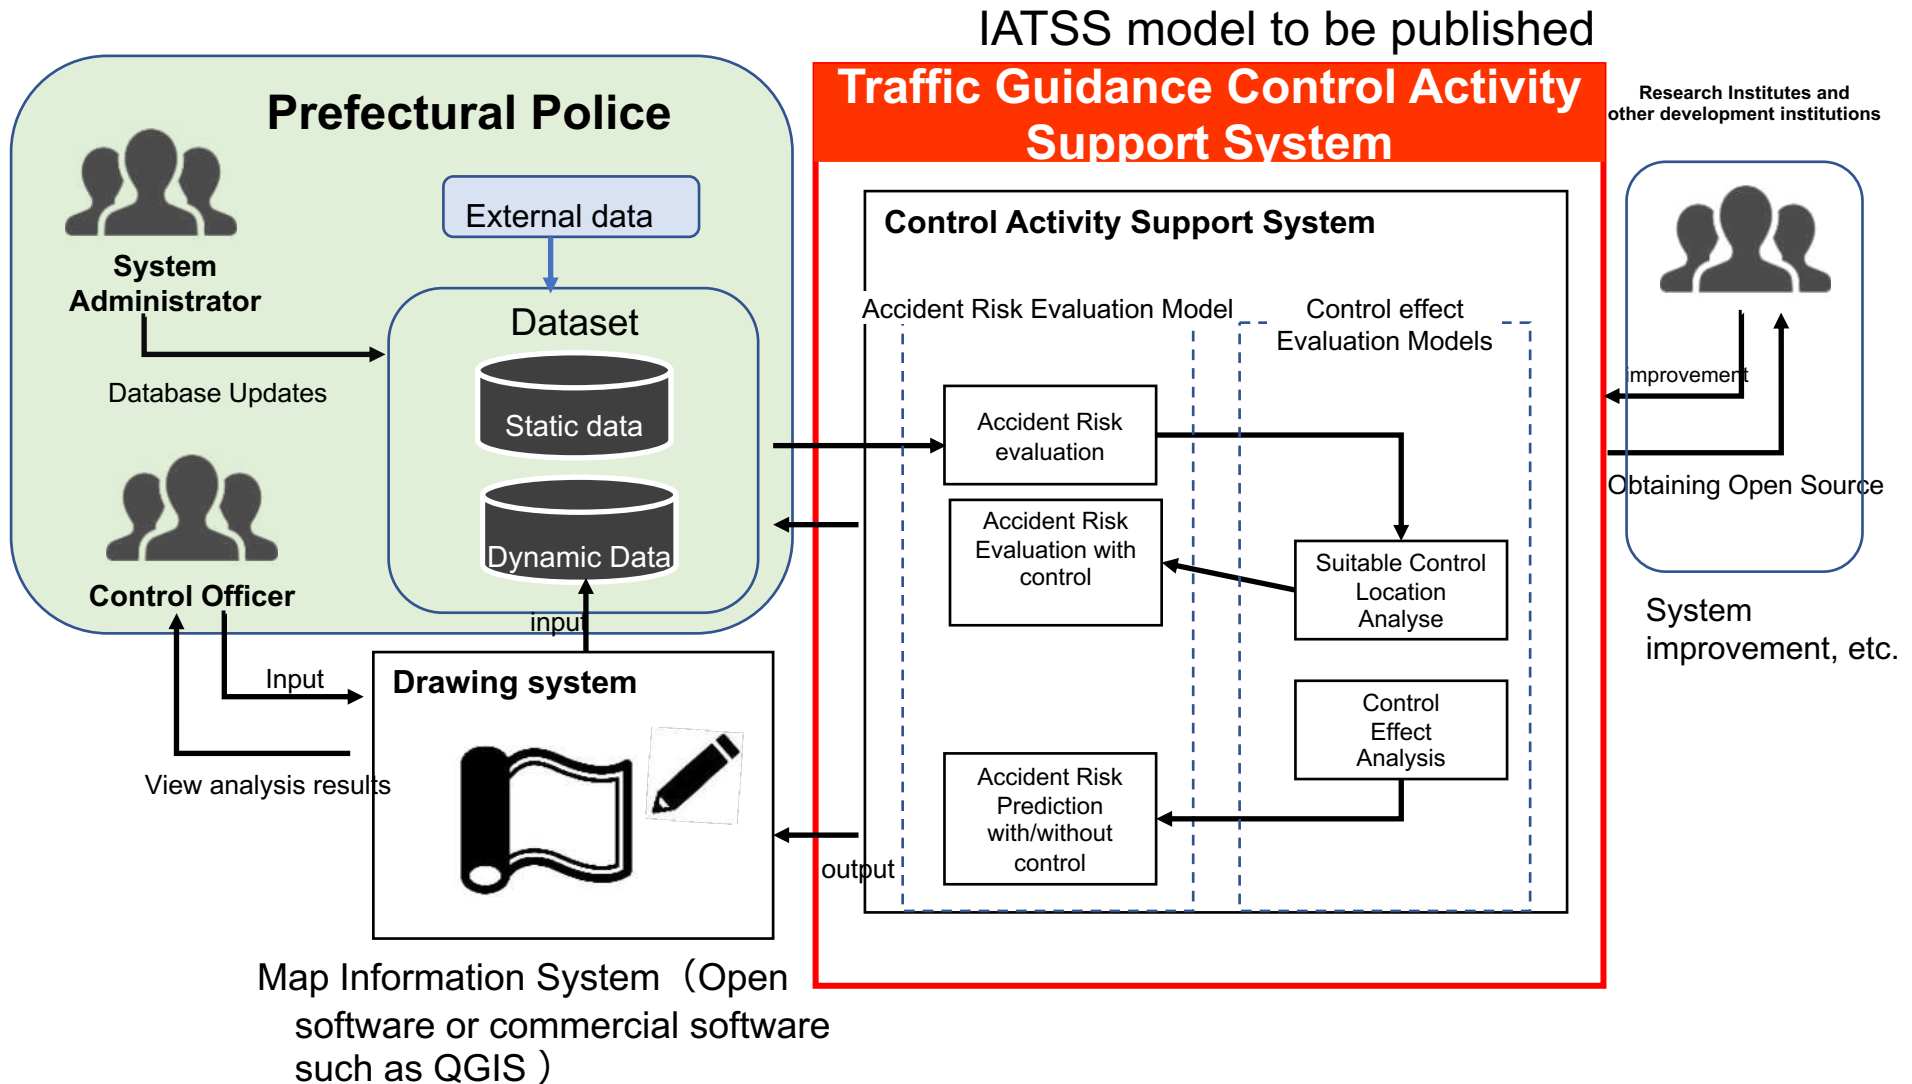 IATSS model to be published
Prefectural Police
System
Administrator
Database Updates
External data
Dataset
Static data
Dynamic Data
Control Officer
input
Input
View analysis results
Drawing system
Map Information System（Open
software or commercial software
such as QGIS ）
output
Traffic Guidance Control Activity
Support System
Control Activity Support System
Accident Risk Evaluation Model
Control effect
Evaluation Models
Accident Risk
evaluation
Accident Risk
Evaluation with
control
Suitable Control
Location
Analyse
Control
Effect
Analysis
Accident Risk
Prediction
with/without
control
Research Institutes and
other development institutions
improvement
Obtaining Open Source
System
improvement, etc.